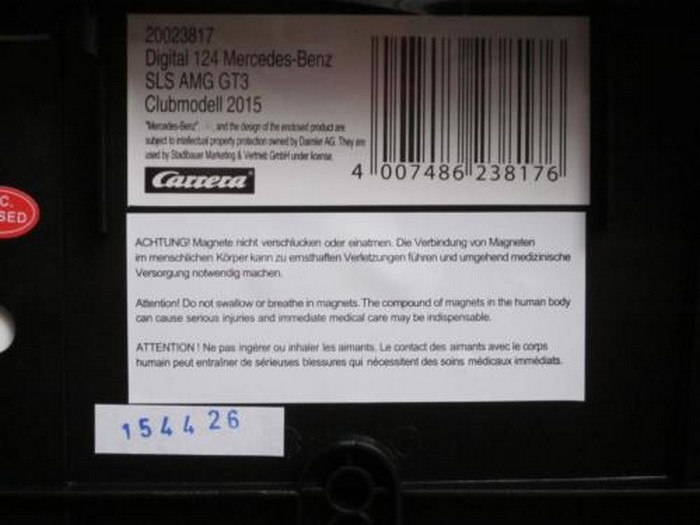 20023817
Digital 124 Mercedes-Benz
SLS AMG GT3
Clubmodell 2015
"Mercedes-Benz", and the design of the enclosed product are
subject to intellectual property protection owned by Daimler AG. They are
used by Stadlbauer Marketing & Vertrieb GmbH under license.
Carrera
4 007486 238176
C.
SED
ACHTUNG! Magnete nicht verschlucken oder einatmen. Die Verbindung von Magneten
im menschlichen Körper kann zu ernsthaften Verletzungen führen und umgehend medizinische
Versorgung notwendig machen.
Attention! Do not swallow or breathe in magnets. The compound of magnets in the human body
can cause serious injuries and immediate medical care may be indispensable.
ATTENTION ! Ne pas ingérer ou inhaler les aimants. Le contact des aimants avec le corps
humain peut entraîner de sérieuses blessures qui nécessitent des soins médicaux immédiats.
154426